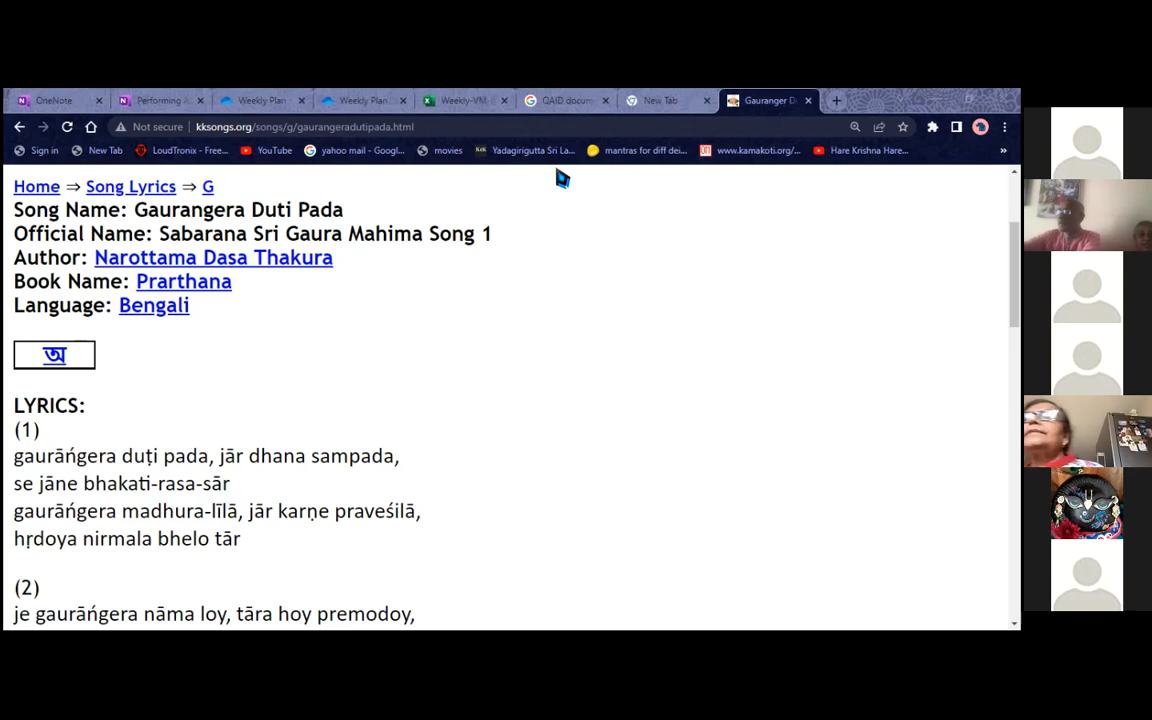 OneNote
Performing A
Weekly Plan
Weekly Plan
Weekly-VM
QAID docum
New Tab
Gauranger D
Not secure
kksongs.org/songs/g/gaurangeradutipada.html
Sign in
New Tab
LoudTronix - Free...
YouTube
yahoo mail - Googl...
movies
Yadagirigutta Sri La...
mantras for diff dei...
www.kamakoti.org/...
Hare Krishna Hare...
Home ⇒ Song Lyrics ⇒ G
Song Name: Gaurangera Duti Pada
Official Name: Sabarana Sri Gaura Mahima Song 1
Author: Narottama Dasa Thakura
Book Name: Prarthana
Language: Bengali
অ
LYRICS:
(1)
gaurāńgera duṭi pada, jār dhana sampada,
se jāne bhakati-rasa-sār
gaurāńgera madhura-līlā, jār karṇe praveśilā,
hṛdoya nirmala bhelo tār
(2)
je gaurāńgera nāma loy, tāra hoy premodoy,